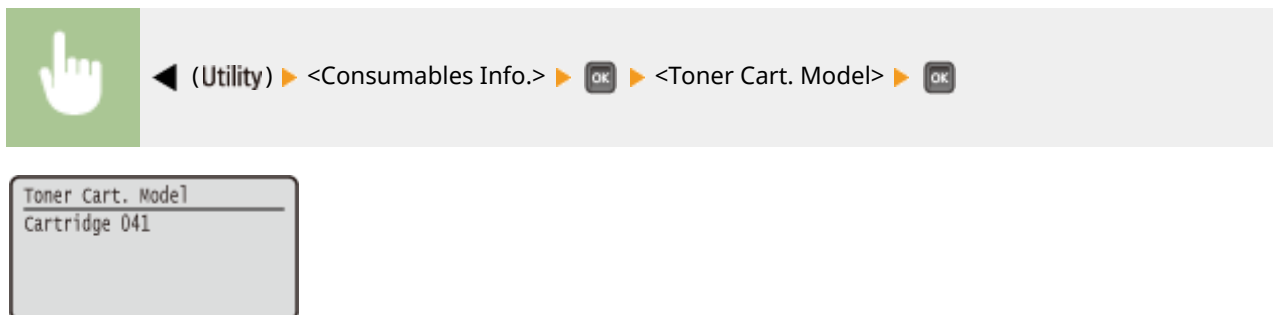 ◀ (Utility) ▶ <Consumables Info.> ▶ OK ▶ <Toner Cart. Model> ▶ OK
Toner Cart. Model
Cartridge 041